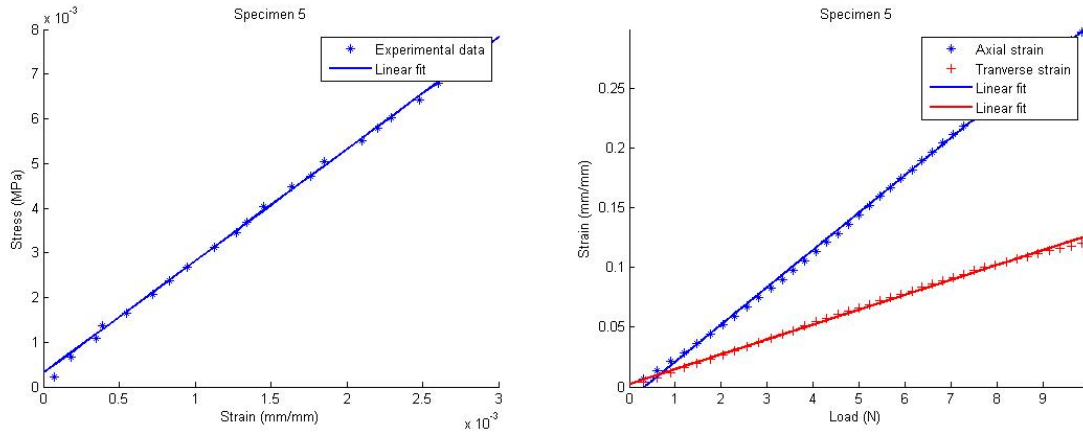 Specimen 5
x 10⁻³
8
7
6
5
4
3
2
1
0
Stress (MPa)
Experimental data
Linear fit
0 0.5 1 1.5 2 2.5 3
Strain (mm/mm)
x 10⁻³
Specimen 5
0.25
0.2
0.15
0.1
0.05
0
Strain (mm/mm)
Axial strain
Tranverse strain
Linear fit
Linear fit
0 1 2 3 4 5 6 7 8 9
Load (N)